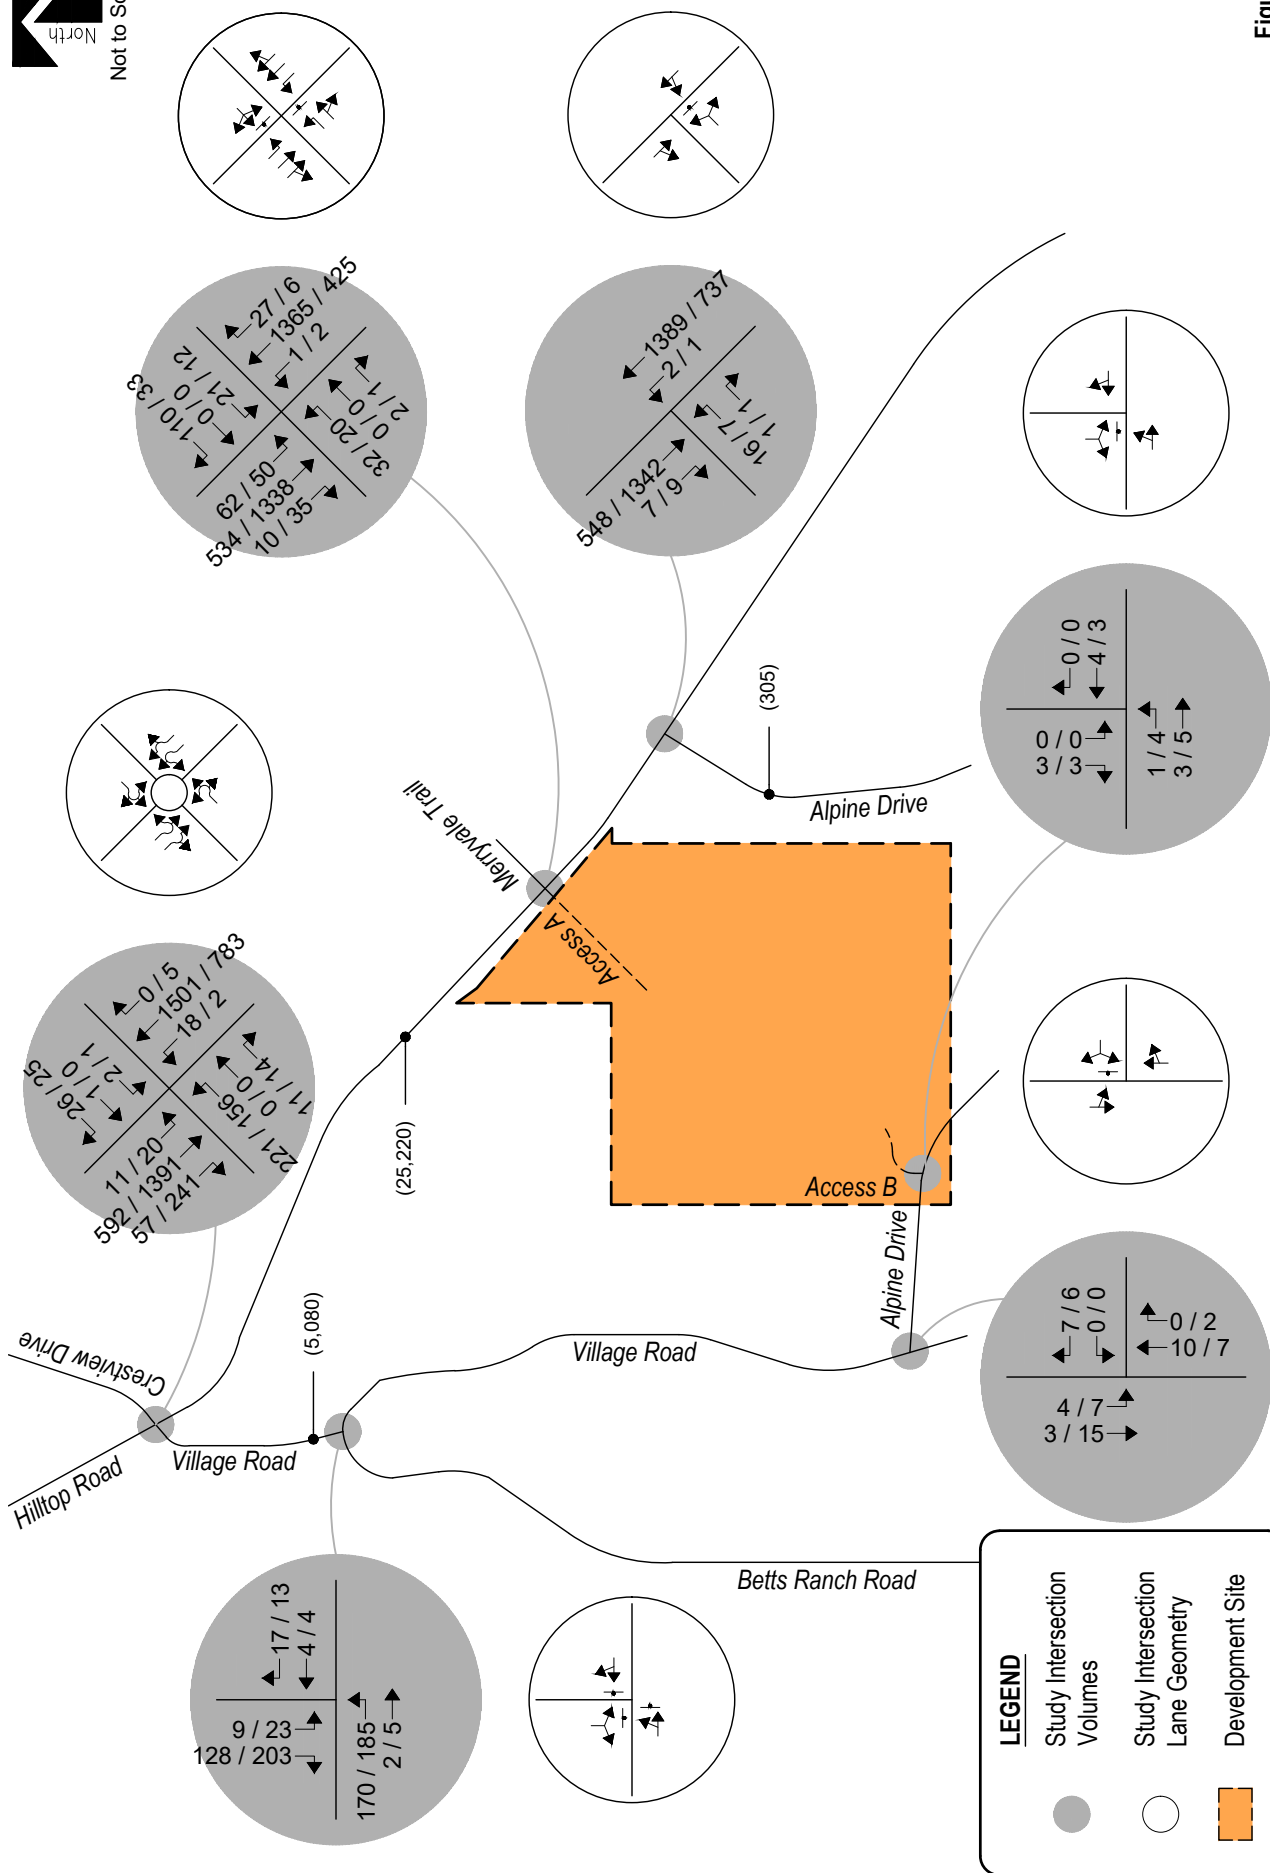 North
Not to Sc
Figu
27 / 6
1365 / 425
1 / 2
110 / 33
0 / 0
21 / 12
62 / 50
534 / 1338
10 / 35
32 / 20
0 / 0
2 / 1
1389 / 737
2 / 1
548 / 1342
7 / 9
16 / 7
1 / 1
0 / 5
1501 / 783
18 / 2
26 / 25
1 / 0
2 / 1
11 / 20
592 / 1391
57 / 241
221 / 156
0 / 0
11 / 14
Merryvale Trail
Access A
(305)
Alpine Drive
(25,220)
0 / 0
4 / 3
0 / 0
3 / 3
1 / 4
3 / 5
Access B
Alpine Drive
Crestview Drive
(5,080)
Village Road
Village Road
Hilltop Road
7 / 6
0 / 0
0 / 2
10 / 7
4 / 7
3 / 15
Betts Ranch Road
17 / 13
4 / 4
9 / 23
128 / 203
170 / 185
2 / 5
LEGEND
Study Intersection
Volumes
Study Intersection
Lane Geometry
Development Site